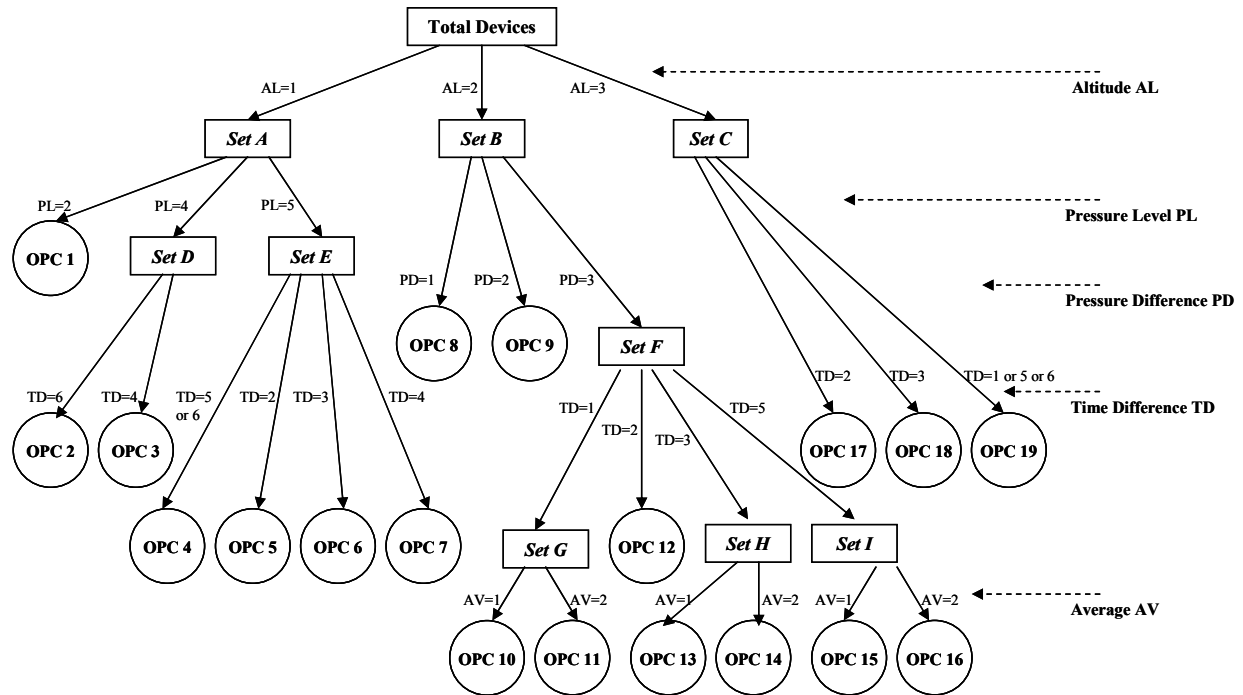 Total Devices
AL=1
AL=2
AL=3
Altitude AL
Set A
Set B
Set C
PL=2
PL=4
PL=5
Pressure Level PL
OPC 1
Set D
Set E
PD=1
PD=2
PD=3
Pressure Difference PD
OPC 8
OPC 9
Set F
TD=6
TD=4
TD=5
or 6
TD=2
TD=3
TD=4
TD=1
TD=2
TD=3
TD=5
TD=2
TD=3
TD=1 or 5 or 6
Time Difference TD
OPC 2
OPC 3
OPC 17
OPC 18
OPC 19
OPC 4
OPC 5
OPC 6
OPC 7
Set G
OPC 12
Set H
Set I
AV=1
AV=2
AV=1
AV=2
AV=1
AV=2
Average AV
OPC 10
OPC 11
OPC 13
OPC 14
OPC 15
OPC 16